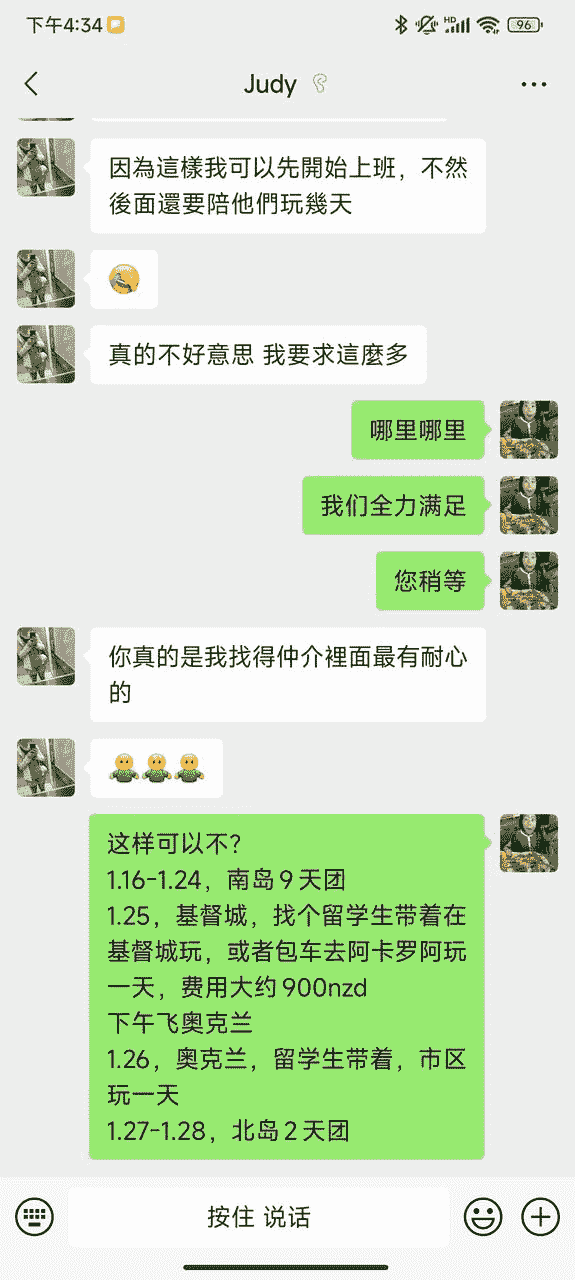 下午4:34
HD
96
Judy
因為這樣我可以先開始上班，不然
後面還要陪他們玩幾天
真的不好意思 我要求這麼多
哪里哪里
我们全力满足
您稍等
你真的是我找得仲介裡面最有耐心
的
这样可以不？
1.16-1.24，南岛9天团
1.25，基督城，找个留学生带着在
基督城玩，或者包车去阿卡罗阿玩
一天，费用大约900nzd
下午飞奥克兰
1.26，奥克兰，留学生带着，市区
玩一天
1.27-1.28，北岛2天团
按住 说话